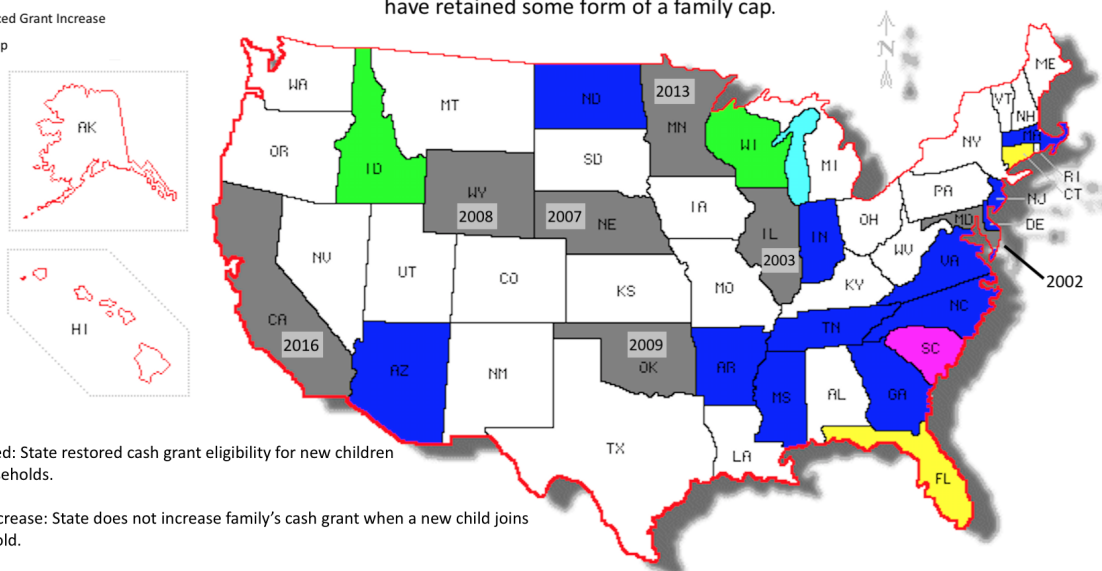 have retained some form of a family cap.
ced Grant Increase
p
N
AK
HI
WA
OR
ID
MT
ND
SD
WY
2008
2007
NE
2013
MN
WI
MI
IA
IL
2003
IN
OH
PA
NY
VT
NH
ME
MA
RI
CT
NJ
DE
MD
2002
WV
VA
KY
NC
TN
SC
GA
AL
MS
AR
LA
FL
MO
KS
2009
OK
TX
NM
CO
UT
NV
CA
2016
AZ
ed: State restored cash grant eligibility for new children
seholds.
crease: State does not increase family’s cash grant when a new child joins
old.